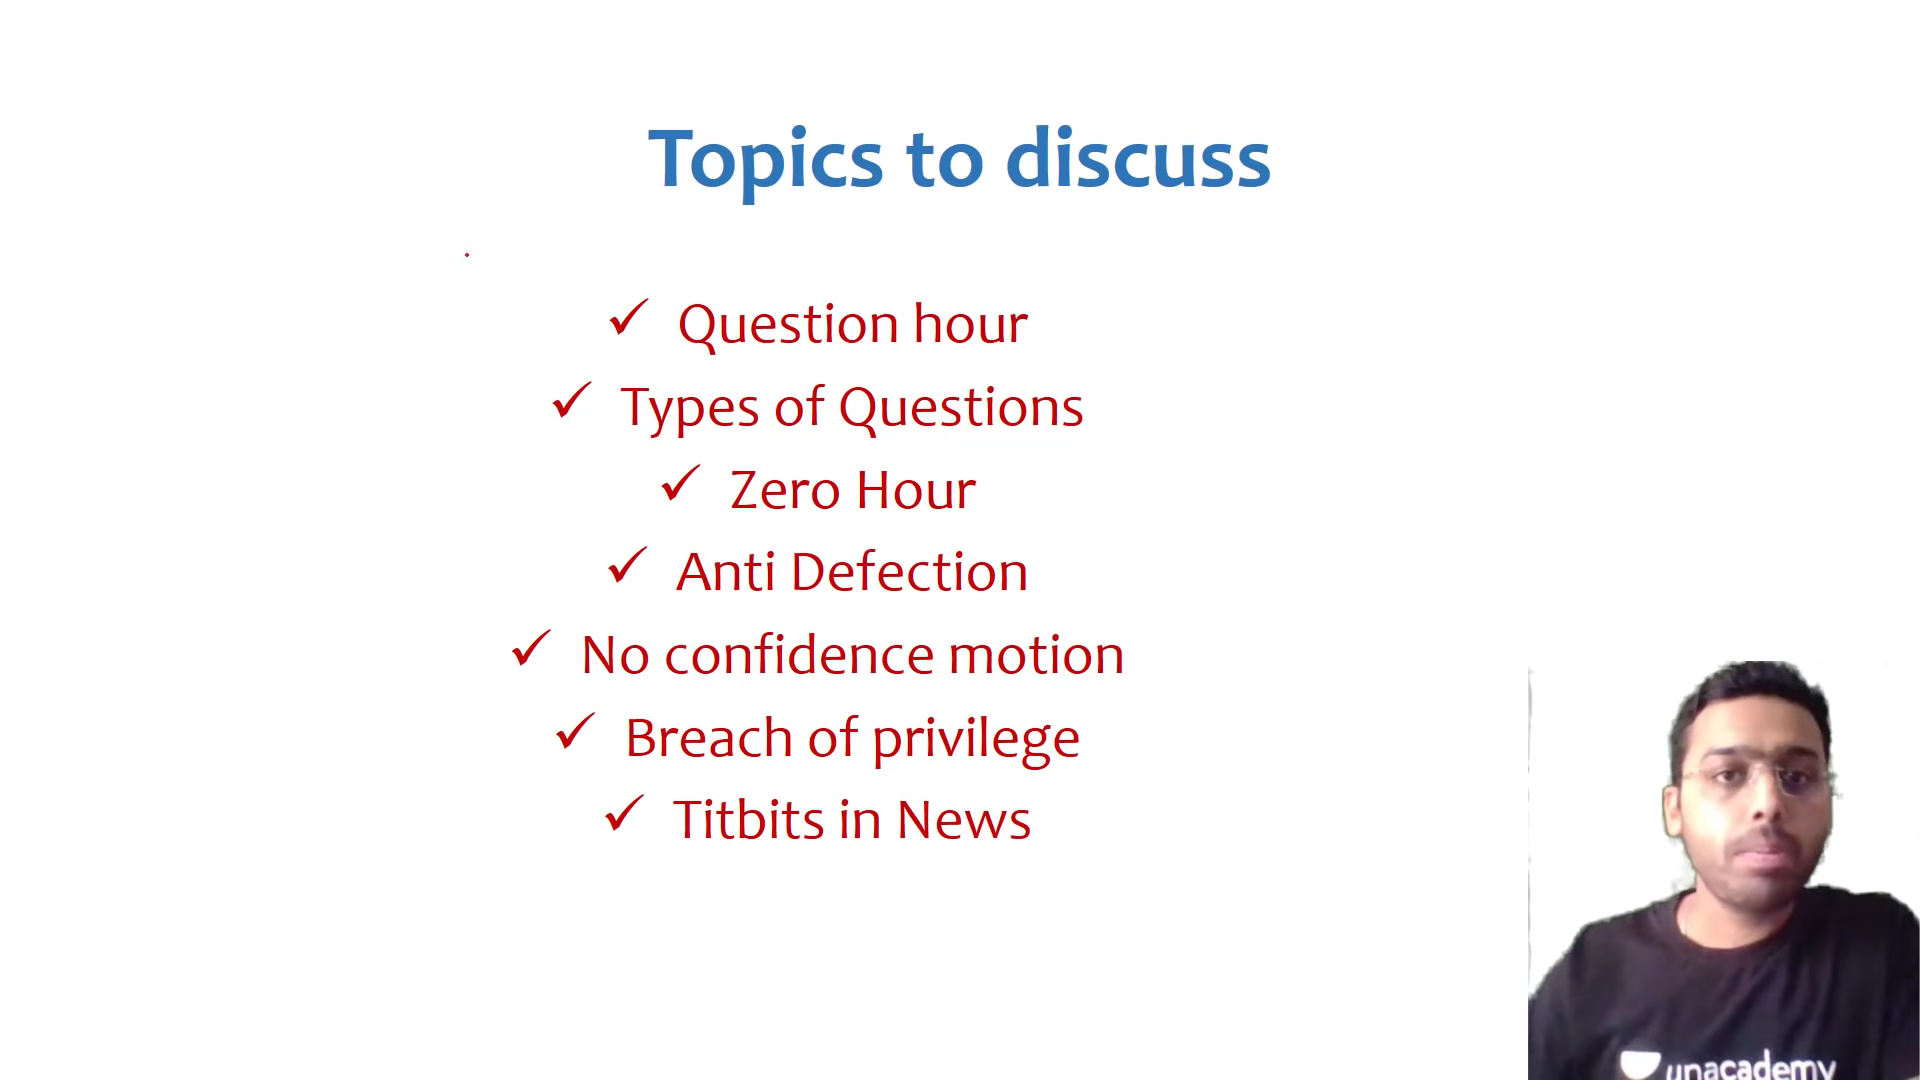 Topics to discuss
✓ Question hour
✓ Types of Questions
✓ Zero Hour
✓ Anti Defection
✓ No confidence motion
✓ Breach of privilege
✓ Titbits in News
unacademy